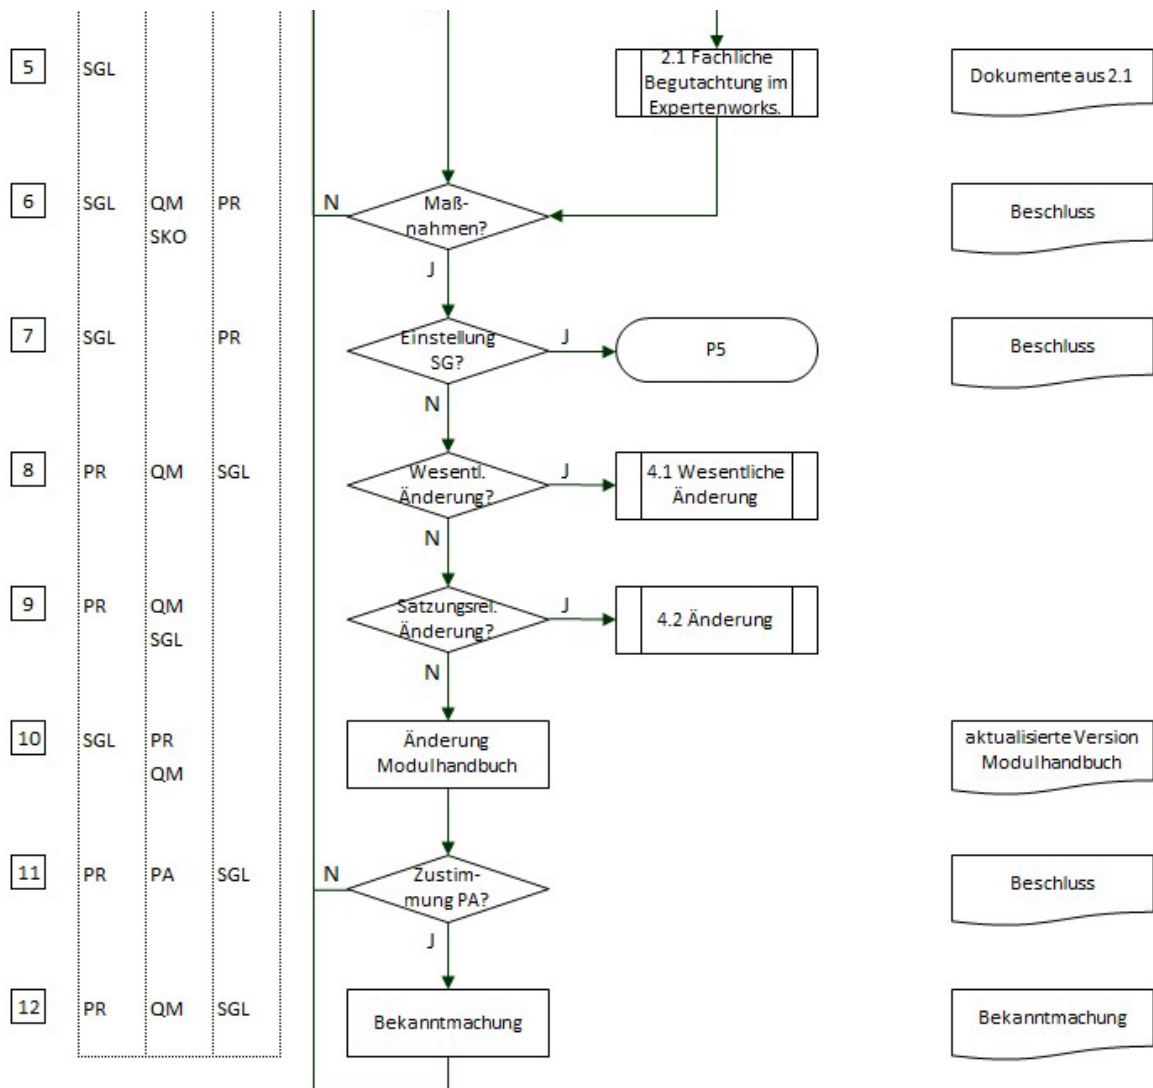 5
SGL
2.1 Fachliche
Begutachtung im
Expertenworks.
Dokumente aus 2.1
6
SGL
QM
PR
SKO
N
Maß-
nahmen?
Beschluss
J
7
SGL
PR
Einstellung
SG?
J
P5
Beschluss
N
8
PR
QM
SGL
Wesentl.
Änderung?
J
4.1 Wesentliche
Änderung
N
9
PR
QM
SGL
Satzungsrel.
Änderung?
J
4.2 Änderung
N
10
SGL
PR
QM
Änderung
Modulhandbuch
aktualisierte Version
Modulhandbuch
11
PR
PA
SGL
N
Zustim-
mung PA?
Beschluss
J
12
PR
QM
SGL
Bekanntmachung
Bekanntmachung